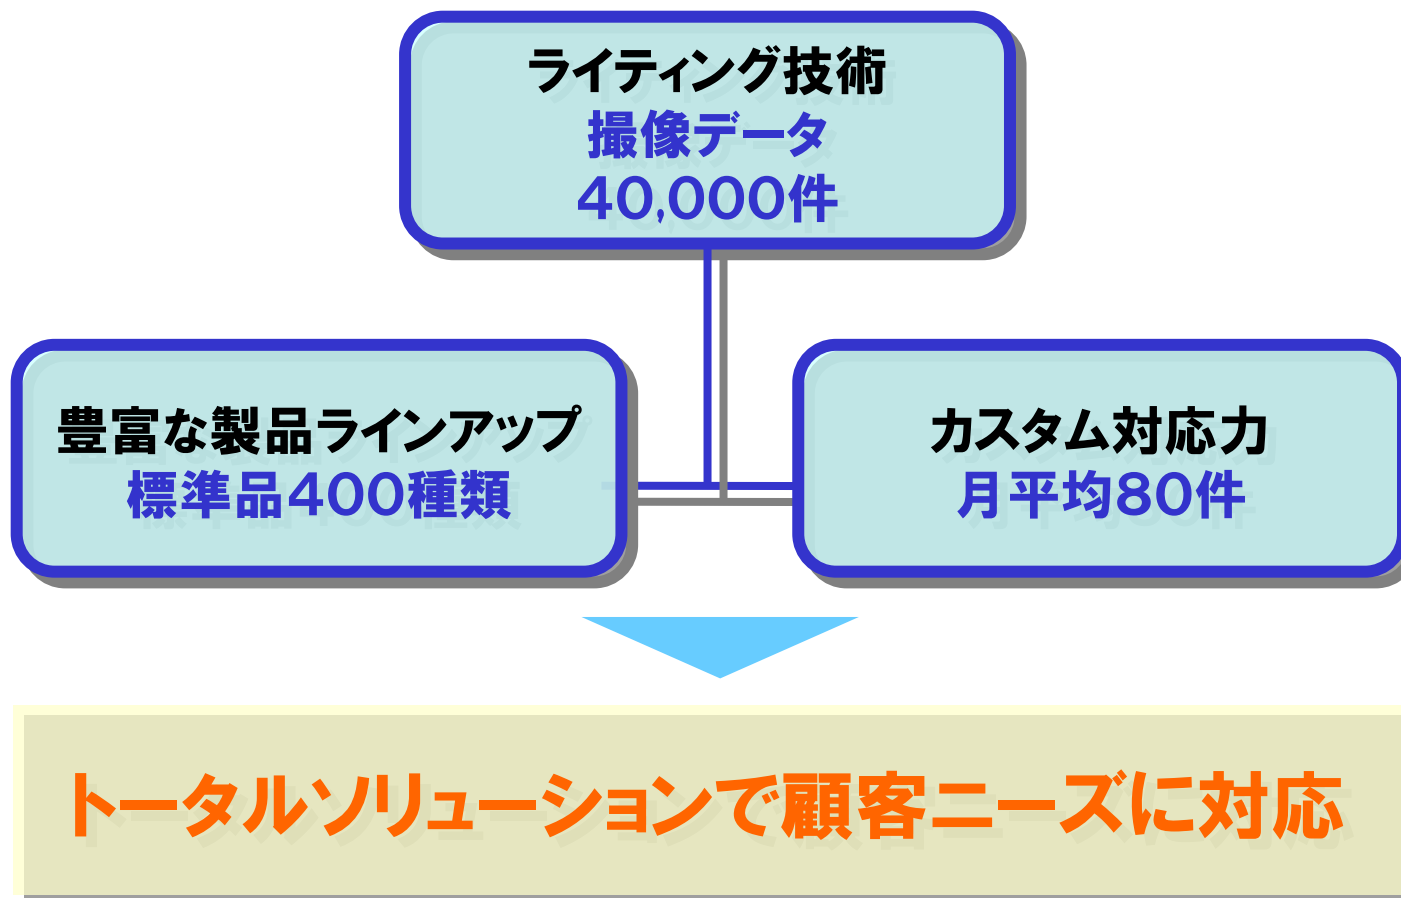 ライティング技術
撮像データ
40,000件
豊富な製品ラインアップ
標準品400種類
カスタム対応力
月平均80件
トータルソリューションで顧客ニーズに対応